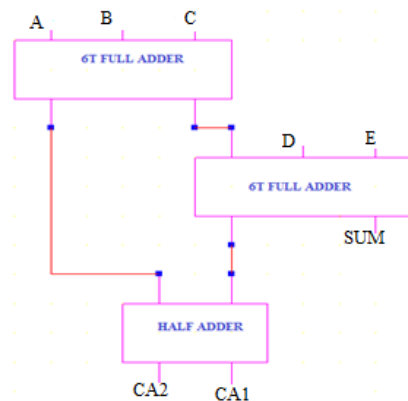 A B C
6T FULL ADDER
D E
6T FULL ADDER
SUM
HALF ADDER
CA2 CA1